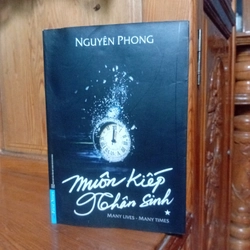 NGUYÊN PHONG
Muôn Kiếp
Nhân Sinh
MANY LIVES - MANY TIMES